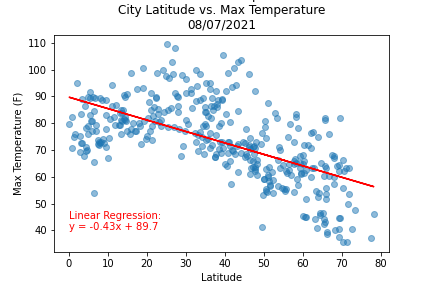 City Latitude vs. Max Temperature
08/07/2021
110
100
90
80
70
60
50
40
Max Temperature (F)
Linear Regression:
y = -0.43x + 89.7
0 10 20 30 40 50 60 70 80
Latitude